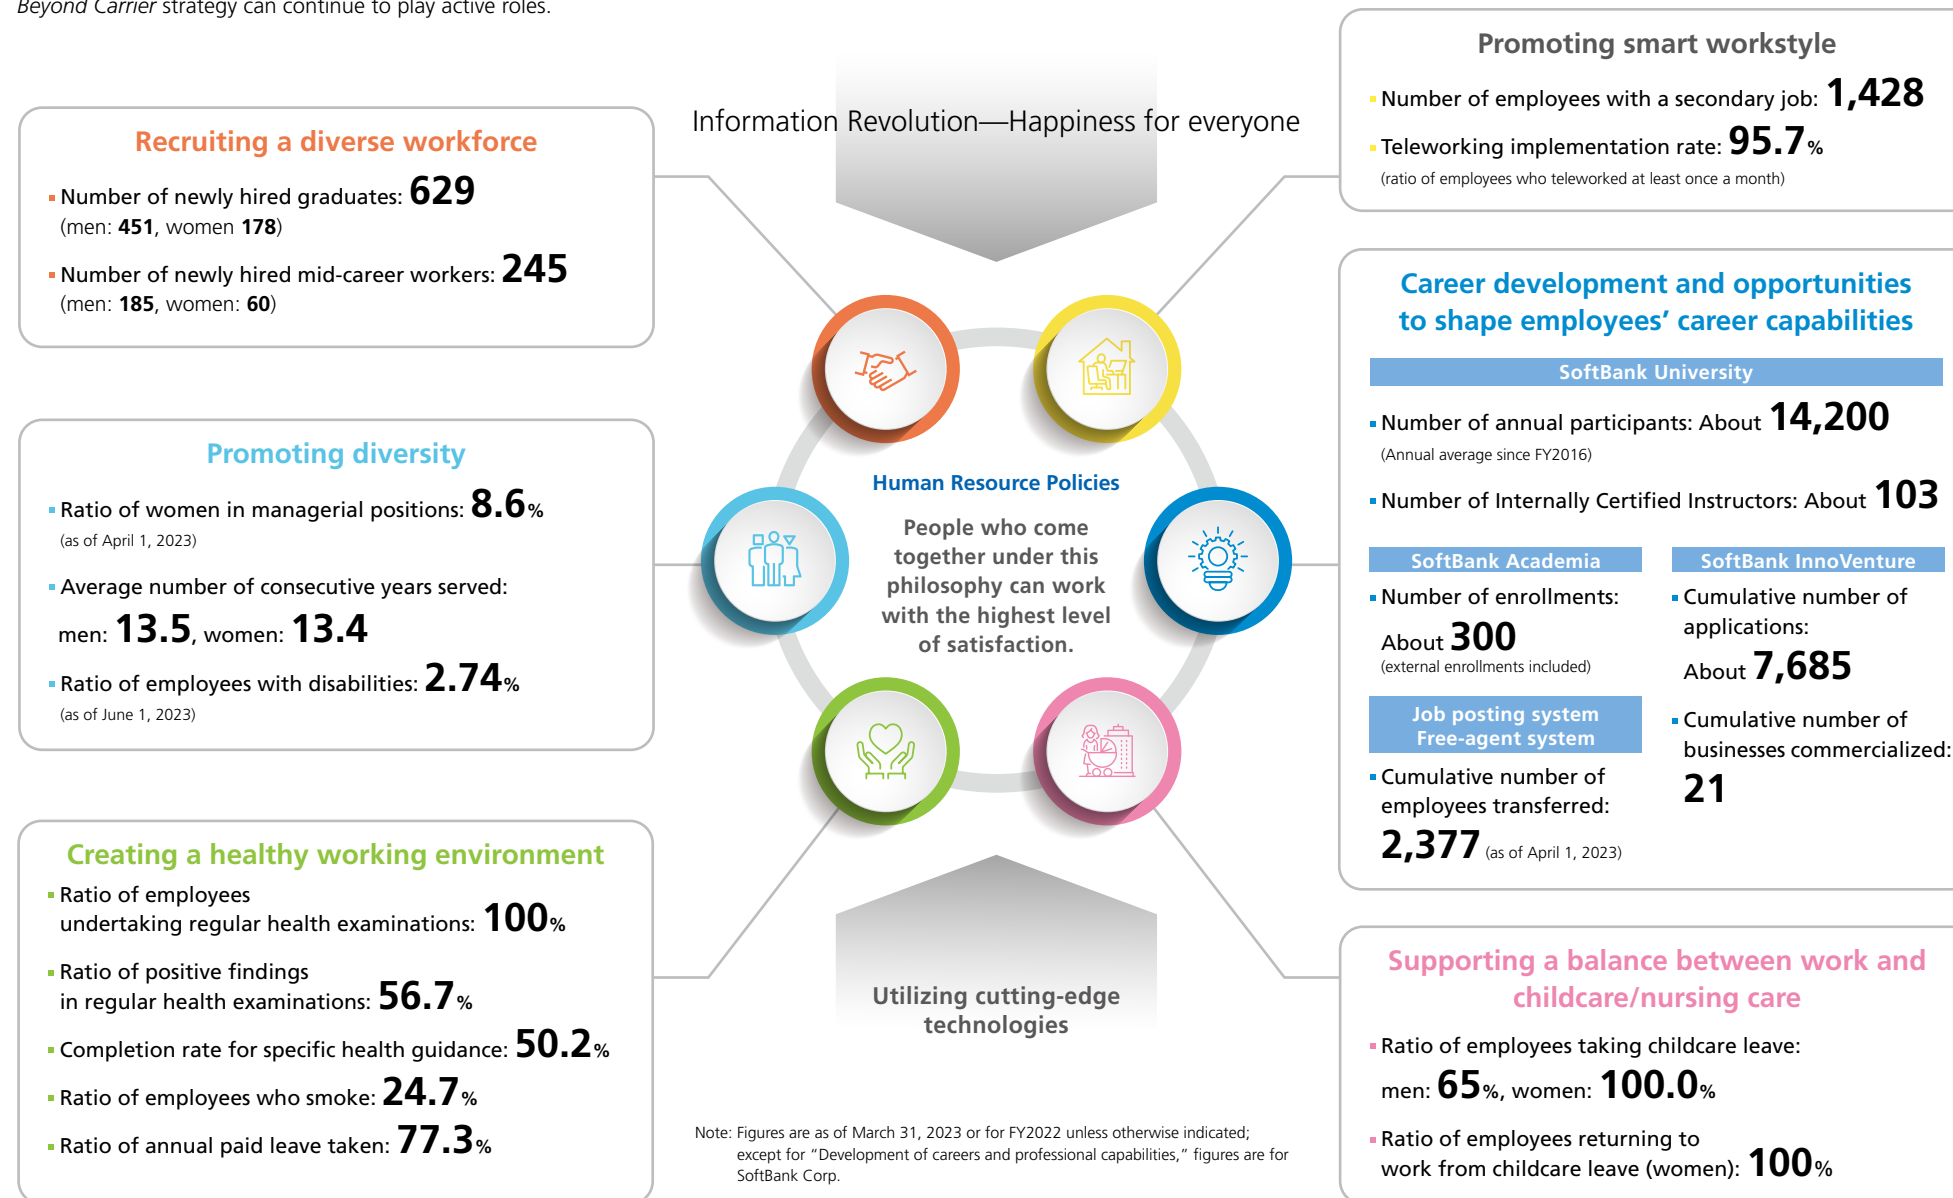 Beyond Carrier strategy can continue to play active roles.
Recruiting a diverse workforce
Number of newly hired graduates: 629
(men: 451, women 178)
Number of newly hired mid-career workers: 245
(men: 185, women: 60)
Promoting diversity
Ratio of women in managerial positions: 8.6%
(as of April 1, 2023)
Average number of consecutive years served:
men: 13.5, women: 13.4
Ratio of employees with disabilities: 2.74%
(as of June 1, 2023)
Creating a healthy working environment
Ratio of employees
undertaking regular health examinations: 100%
Ratio of positive findings
in regular health examinations: 56.7%
Completion rate for specific health guidance: 50.2%
Ratio of employees who smoke: 24.7%
Ratio of annual paid leave taken: 77.3%
Information Revolution—Happiness for everyone
Human Resource Policies
People who come
together under this
philosophy can work
with the highest level
of satisfaction.
Utilizing cutting-edge
technologies
Note: Figures are as of March 31, 2023 or for FY2022 unless otherwise indicated;
except for “Development of careers and professional capabilities,” figures are for
SoftBank Corp.
Promoting smart workstyle
Number of employees with a secondary job: 1,428
Teleworking implementation rate: 95.7%
(ratio of employees who teleworked at least once a month)
Career development and opportunities
to shape employees’ career capabilities
SoftBank University
Number of annual participants: About 14,200
(Annual average since FY2016)
Number of Internally Certified Instructors: About 103
SoftBank Academia
Number of enrollments:
About 300
(external enrollments included)
Job posting system
Free-agent system
Cumulative number of
employees transferred:
2,377 (as of April 1, 2023)
SoftBank InnoVenture
Cumulative number of
applications:
About 7,685
Cumulative number of
businesses commercialized:
21
Supporting a balance between work and
childcare/nursing care
Ratio of employees taking childcare leave:
men: 65%, women: 100.0%
Ratio of employees returning to
work from childcare leave (women): 100%